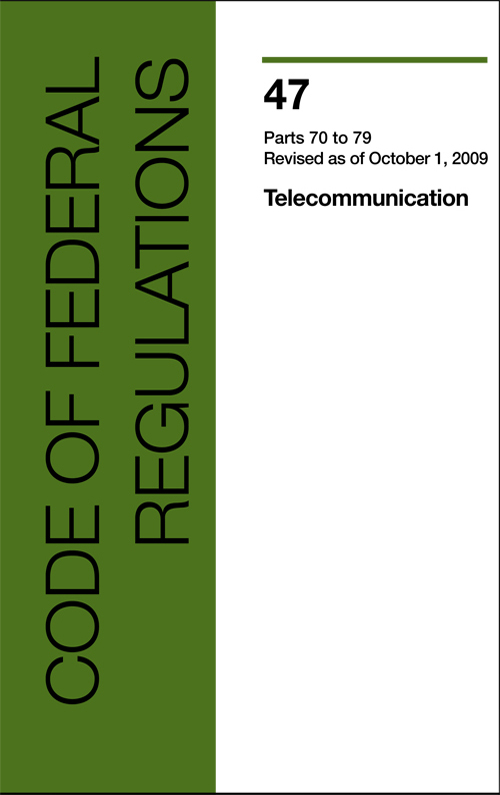 CODE OF FEDERAL
REGULATIONS
47
Parts 70 to 79
Revised as of October 1, 2009
Telecommunication